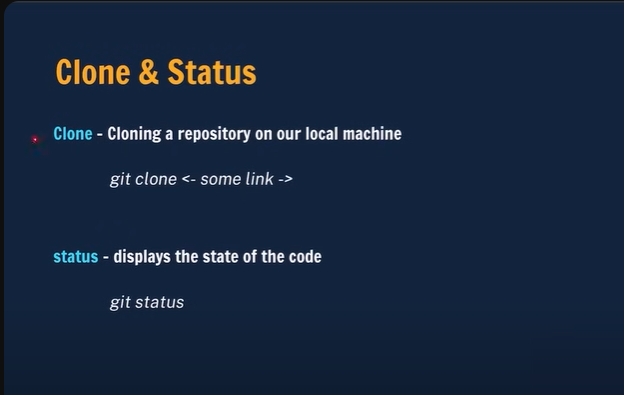 Clone & Status
Clone - Cloning a repository on our local machine
git clone <- some link ->
status - displays the state of the code
git status